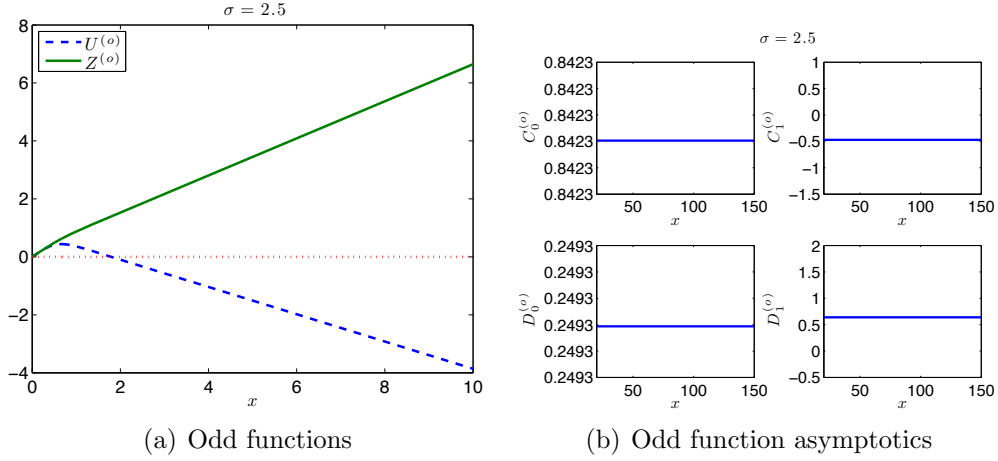 σ = 2.5
U^(o)
Z^(o)
8
6
4
2
0
−2
−4
0 2 4 6 8 10
x
(a) Odd functions
σ = 2.5
0.8423
0.8423
0.8423
0.8423
0.8423
0.8423
C_0^(o)
50 100 150
x
1
0.5
0
−0.5
−1
−1.5
C_1^(o)
50 100 150
x
0.2493
0.2493
0.2493
0.2493
0.2493
0.2493
D_0^(o)
50 100 150
x
2
1.5
1
0.5
0
−0.5
D_1^(o)
50 100 150
x
(b) Odd function asymptotics